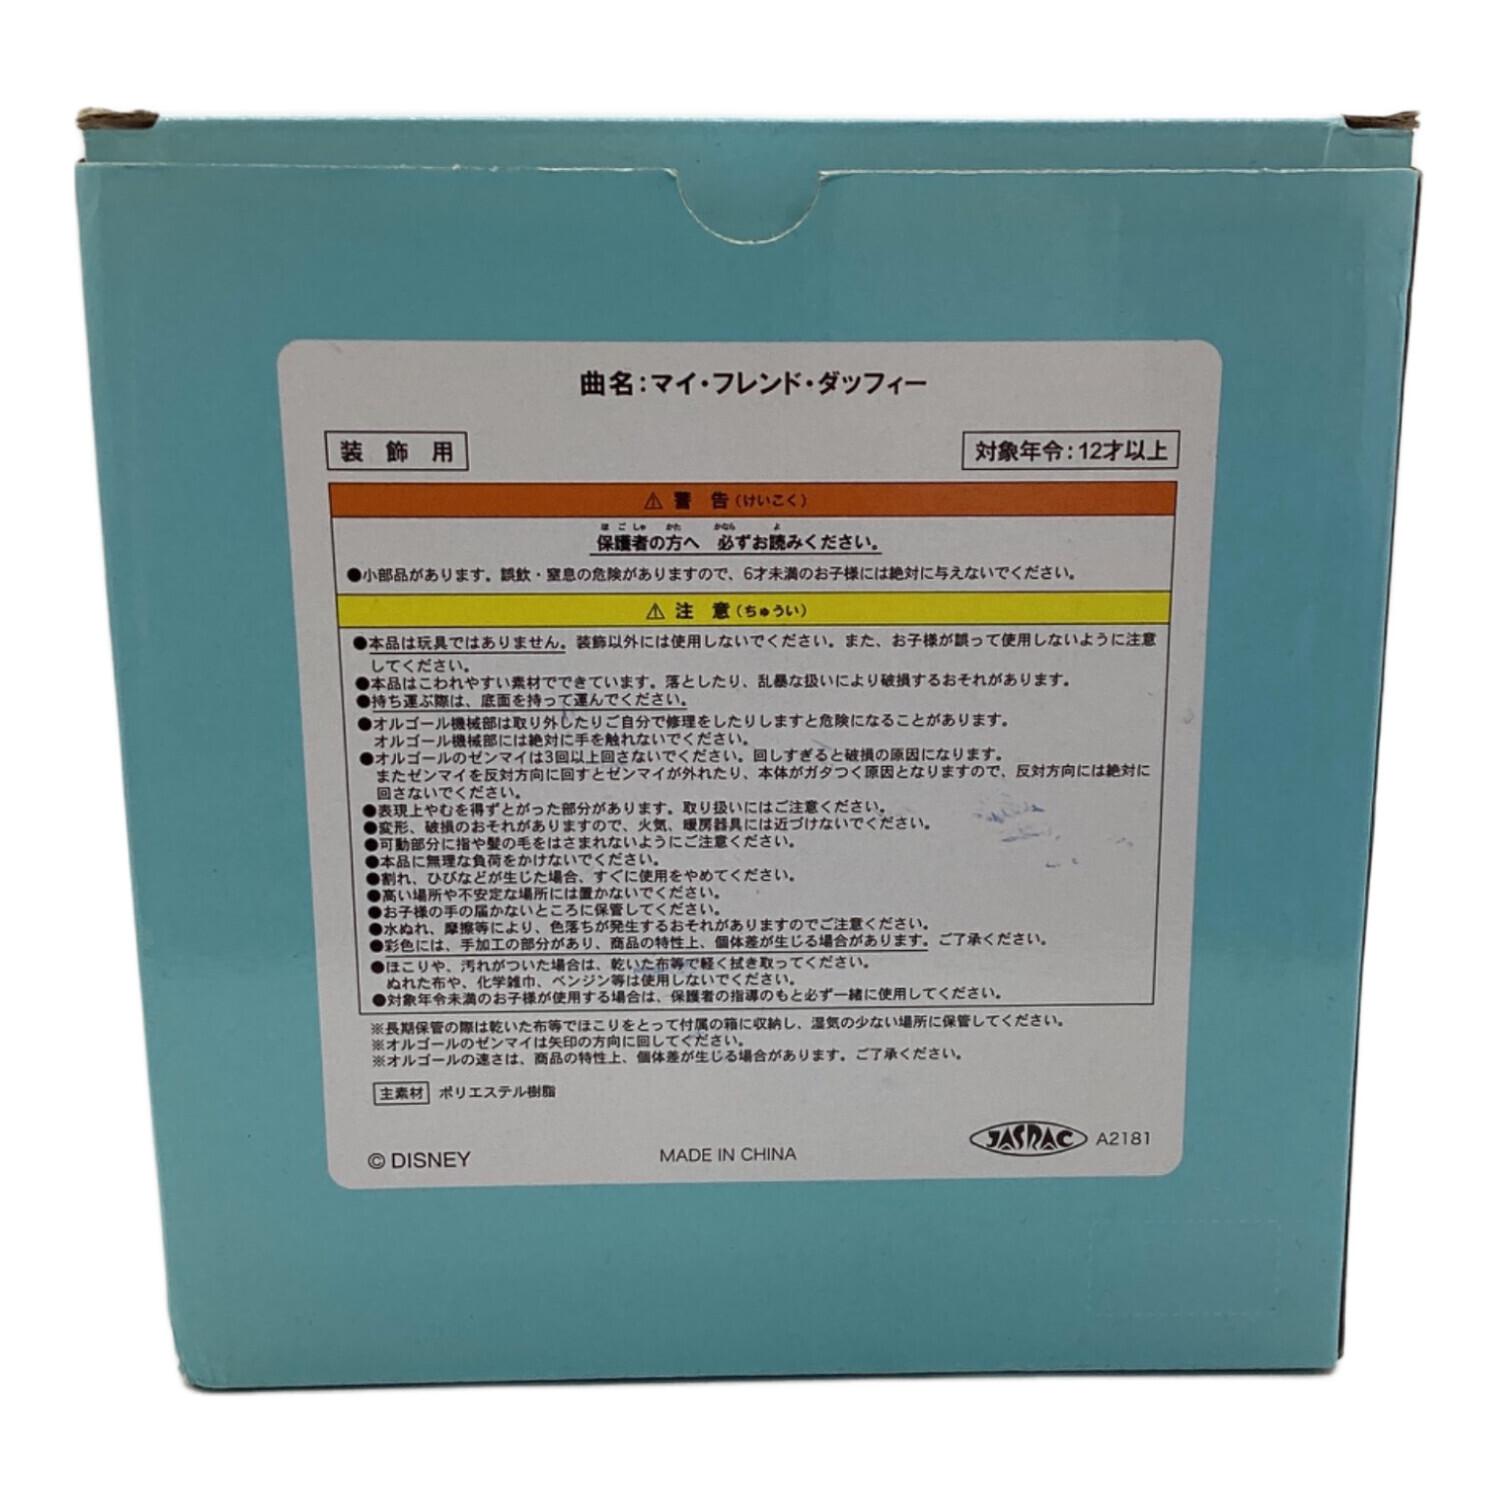 曲名:マイ・フレンド・ダッフィー
装飾用
対象年令:12才以上
⚠ 警告(けいこく)
ほごしゃ かた かなら よ
保護者の方へ 必ずお読みください。
●小部品があります。誤飲・窒息の危険がありますので、6才未満のお子様には絶対に与えないでください。
⚠ 注意(ちゅうい)
●本品は玩具ではありません。装飾以外には使用しないでください。また、お子様が誤って使用しないように注意
してください。
●本品はこわれやすい素材でできています。落としたり、乱暴な扱いにより破損するおそれがあります。
●持ち運ぶ際は、底面を持って運んでください。
●オルゴール機械部は取り外したりご自分で修理をしたりしますと危険になることがあります。
オルゴール機械部には絶対に手を触れないでください。
●オルゴールのゼンマイは3回以上回さないでください。回しすぎると破損の原因になります。
またゼンマイを反対方向に回すとゼンマイが外れたり、本体がガタつく原因となりますので、反対方向には絶対に
回さないでください。
●表現上やむを得ずとがった部分があります。取り扱いにはご注意ください。
●変形、破損のおそれがありますので、火気、暖房器具には近づけないでください。
●可動部分に指や髪の毛をはさまれないようにご注意ください。
●本品に無理な負荷をかけないでください。
●割れ、ひびなどが生じた場合、すぐに使用をやめてください。
●高い場所や不安定な場所には置かないでください。
●お子様の手の届かないところに保管してください。
●水ぬれ、摩擦等により、色落ちが発生するおそれがありますのでご注意ください。
●彩色には、手加工の部分があり、商品の特性上、個体差が生じる場合があります。ご了承ください。
●ほこりや、汚れがついた場合は、乾いた布等で軽く拭き取ってください。
ぬれた布や、化学雑巾、ベンジン等は使用しないでください。
●対象年令未満のお子様が使用する場合は、保護者の指導のもと必ず一緒に使用してください。
※長期保管の際は乾いた布等でほこりをとって付属の箱に収納し、湿気の少ない場所に保管してください。
※オルゴールのゼンマイは矢印の方向に回してください。
※オルゴールの速さは、商品の特性上、個体差が生じる場合があります。ご了承ください。
主素材 ポリエステル樹脂
© DISNEY
MADE IN CHINA
JASRAC A2181